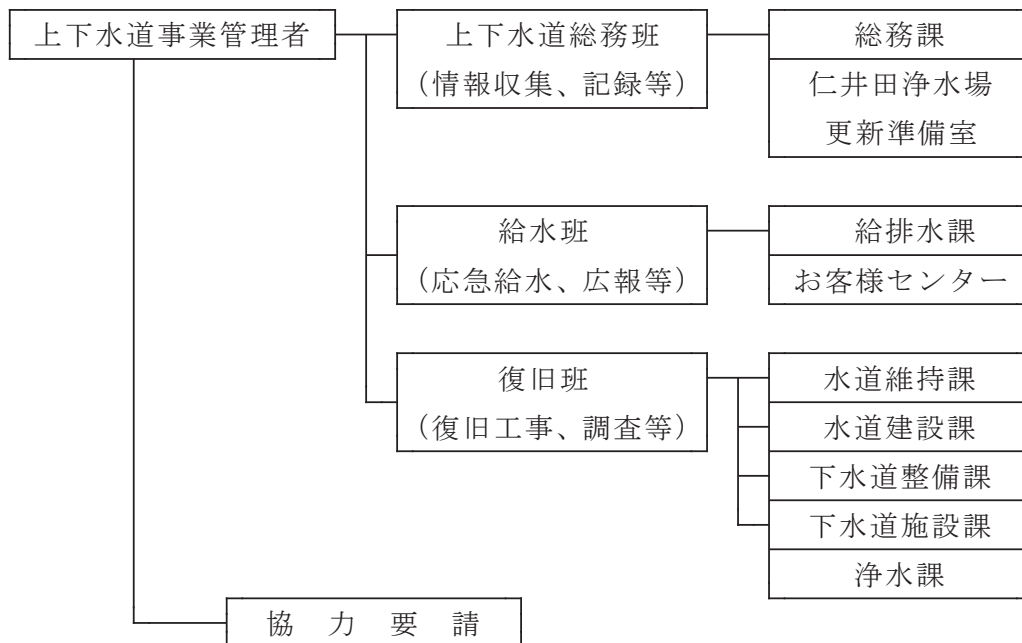 上下水道事業管理者
上下水道総務班
(情報収集、記録等)
総務課
仁井田浄水場
更新準備室
給水班
(応急給水、広報等)
給排水課
お客様センター
復旧班
(復旧工事、調査等)
水道維持課
水道建設課
下水道整備課
下水道施設課
浄水課
協力要請